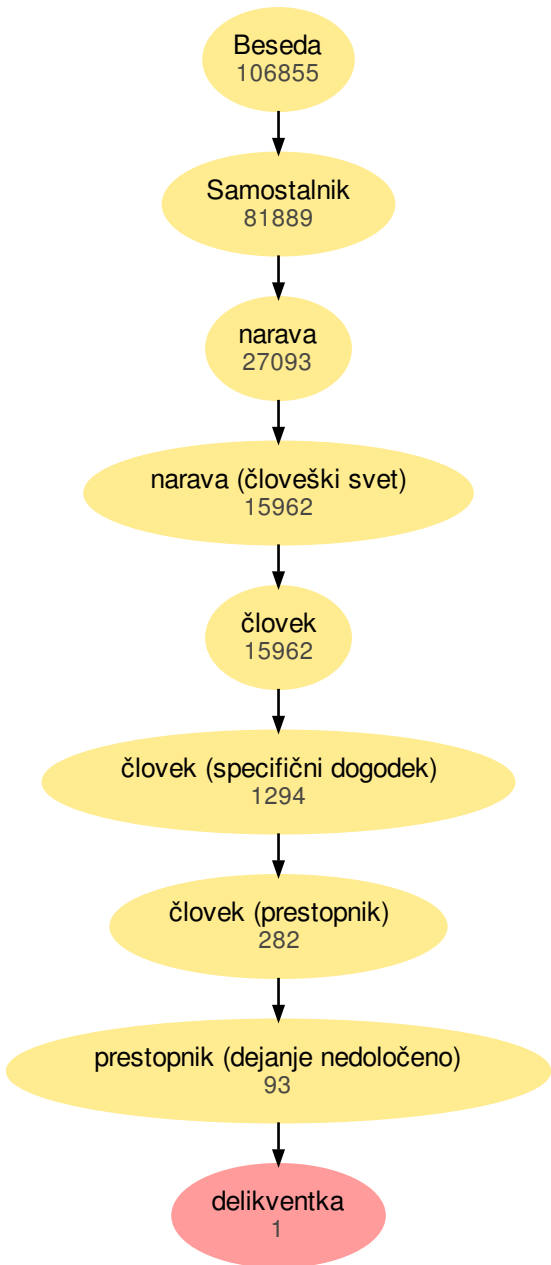 Beseda
106855
Samostalnik
81889
narava
27093
narava (človeški svet)
15962
človek
15962
človek (specifični dogodek)
1294
človek (prestopnik)
282
prestopnik (dejanje nedoločeno)
93
delikventka
1